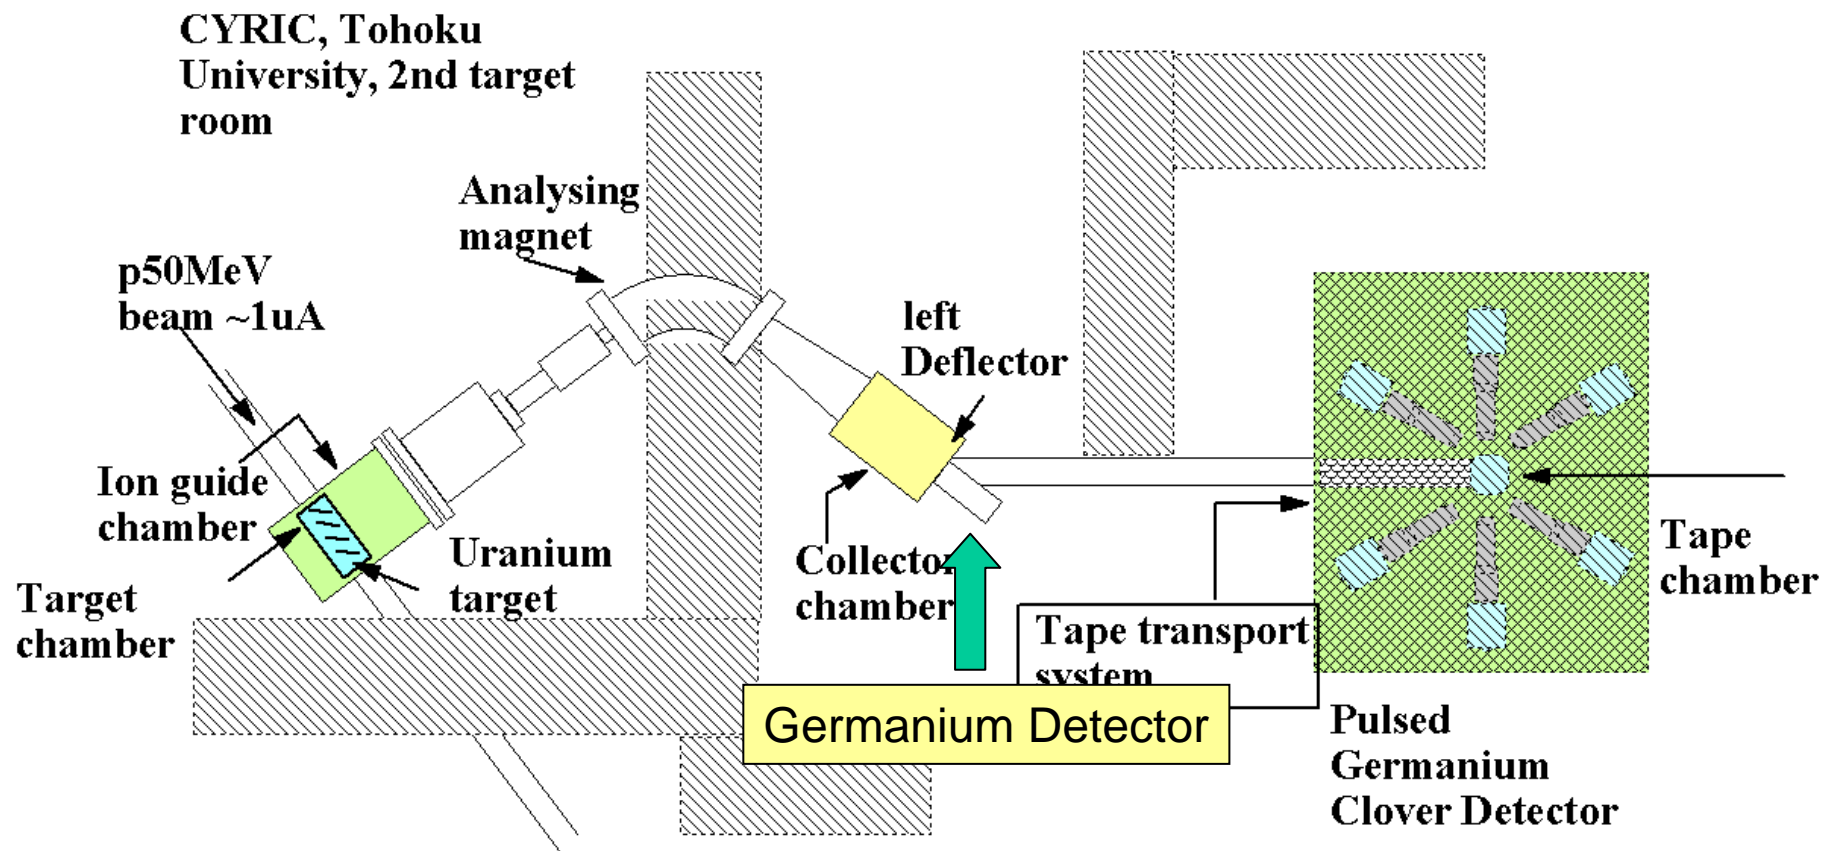 CYRIC, Tohoku
University, 2nd target
room
Analysing
magnet
p50MeV
beam ~1uA
left
Deflector
Ion guide
chamber
Uranium
target
Target
chamber
Collector
chamber
Tape transport
system
Tape
chamber
Germanium Detector
Pulsed
Germanium
Clover Detector